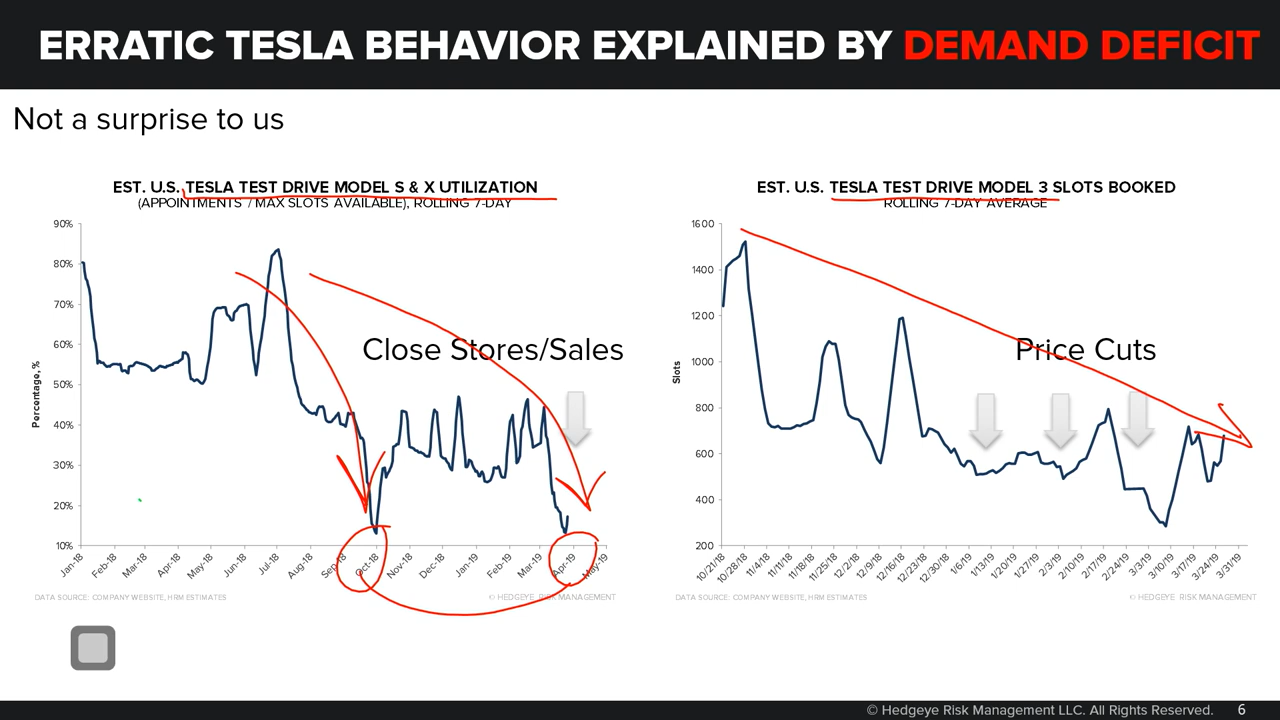 ERRATIC TESLA BEHAVIOR EXPLAINED BY DEMAND DEFICIT
Not a surprise to us
EST. U.S. TESLA TEST DRIVE MODEL S & X UTILIZATION
(APPOINTMENTS / MAX SLOTS AVAILABLE), ROLLING 7-DAY
90%
80%
70%
60%
50%
40%
30%
20%
10%
Percentage, %
Close Stores/Sales
Jan-18
Feb-18
Mar-18
Apr-18
May-18
Jun-18
Jul-18
Aug-18
Sep-18
Oct-18
Nov-18
Dec-18
Jan-19
Feb-19
Mar-19
Apr-19
May-19
DATA SOURCE: COMPANY WEBSITE, HRM ESTIMATES
© HEDGEYE RISK MANAGEMENT
EST. U.S. TESLA TEST DRIVE MODEL 3 SLOTS BOOKED
ROLLING 7-DAY AVERAGE
1600
1400
1200
1000
800
600
400
200
Slots
Price Cuts
10/21/18
10/28/18
11/4/18
11/11/18
11/18/18
11/25/18
12/2/18
12/9/18
12/16/18
12/23/18
12/30/18
1/6/19
1/13/19
1/20/19
1/27/19
2/3/19
2/10/19
2/17/19
2/24/19
3/3/19
3/10/19
3/17/19
3/24/19
3/31/19
DATA SOURCE: COMPANY WEBSITE, HRM ESTIMATES
© HEDGEYE RISK MANAGEMENT
© Hedgeye Risk Management LLC. All Rights Reserved. 6